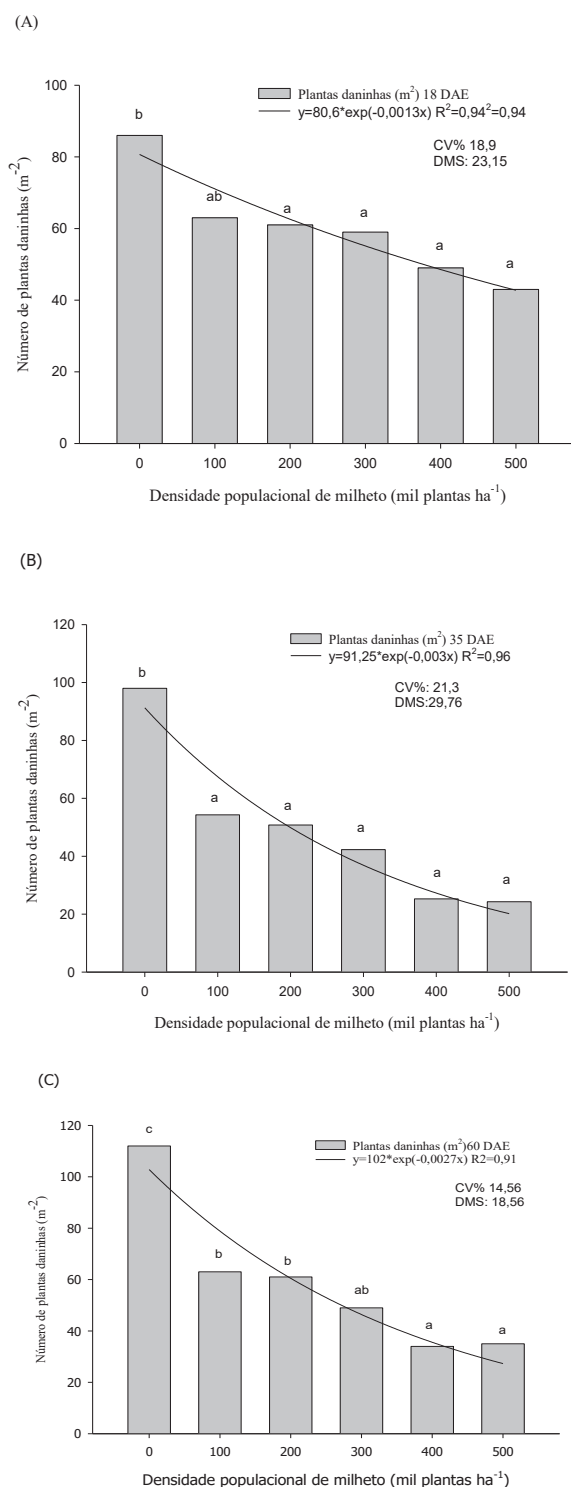 (A)
Plantas daninhas (m²) 18 DAE
y=80,6*exp(-0,0013x) R²=0,94²=0,94
CV% 18,9
DMS: 23,15
b
ab
a
a
a
a
100
80
60
40
20
0
Número de plantas daninhas (m⁻²)
0 100 200 300 400 500
Densidade populacional de milheto (mil plantas ha⁻¹)
(B)
Plantas daninhas (m²) 35 DAE
y=91,25*exp(-0,003x) R²=0,96
CV%: 21,3
DMS:29,76
b
a
a
a
a
a
120
100
80
60
40
20
0
Número de plantas daninhas (m⁻²)
0 100 200 300 400 500
Densidade populacional de milheto (mil plantas ha⁻¹)
(C)
Plantas daninhas (m²)60 DAE
y=102*exp(-0,0027x) R2=0,91
CV% 14,56
DMS: 18,56
c
b
b
ab
a
a
120
100
80
60
40
20
0
Número de plantas daninhas (m⁻²)
0 100 200 300 400 500
Densidade populacional de milheto (mil plantas ha⁻¹)